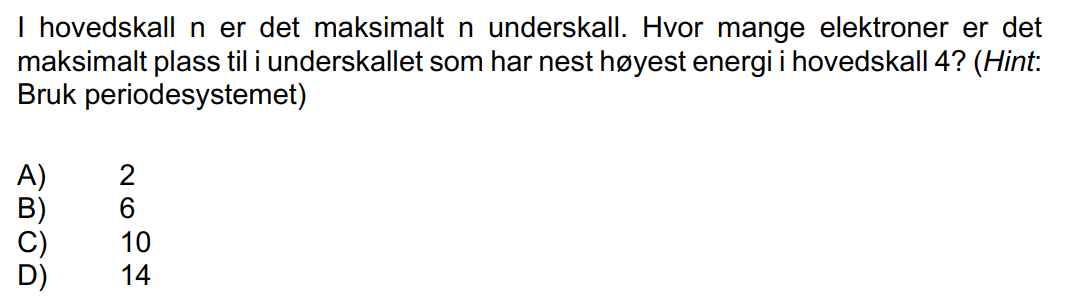 I hovedskall n er det maksimalt n underskall. Hvor mange elektroner er det
maksimalt plass til i underskallet som har nest høyest energi i hovedskall 4? (Hint:
Bruk periodesystemet)
A) 2
B) 6
C) 10
D) 14